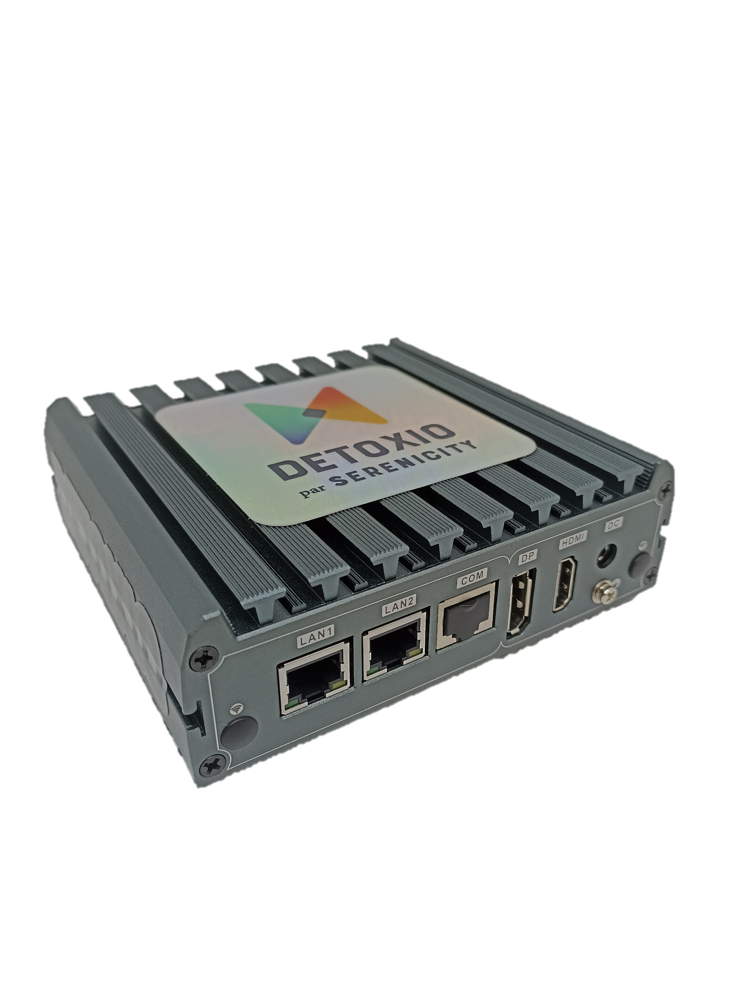 DETOXIO
par SERENICITY
LAN1
LAN2
COM
DP
HDMI
DC